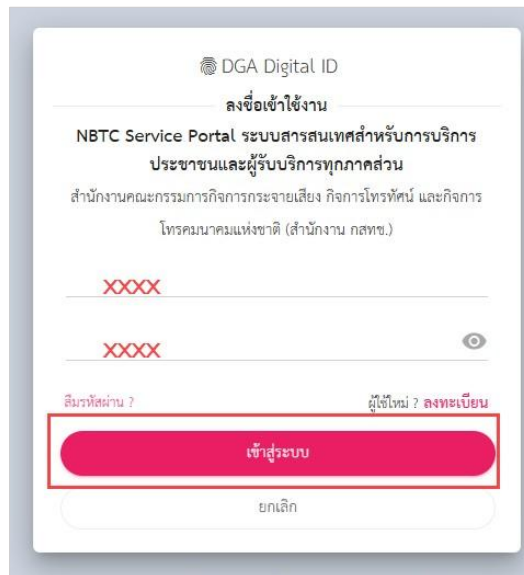 DGA Digital ID
ลงชื่อเข้าใช้งาน
NBTC Service Portal ระบบสารสนเทศสำหรับการบริการ
ประชาชนและผู้รับบริการทุกภาคส่วน
สำนักงานคณะกรรมการกิจการกระจายเสียง กิจการโทรทัศน์ และกิจการ
โทรคมนาคมแห่งชาติ (สำนักงาน กสทช.)
XXXX
XXXX
ลืมรหัสผ่าน ? ผู้ใช้ใหม่ ? ลงทะเบียน
เข้าสู่ระบบ
ยกเลิก